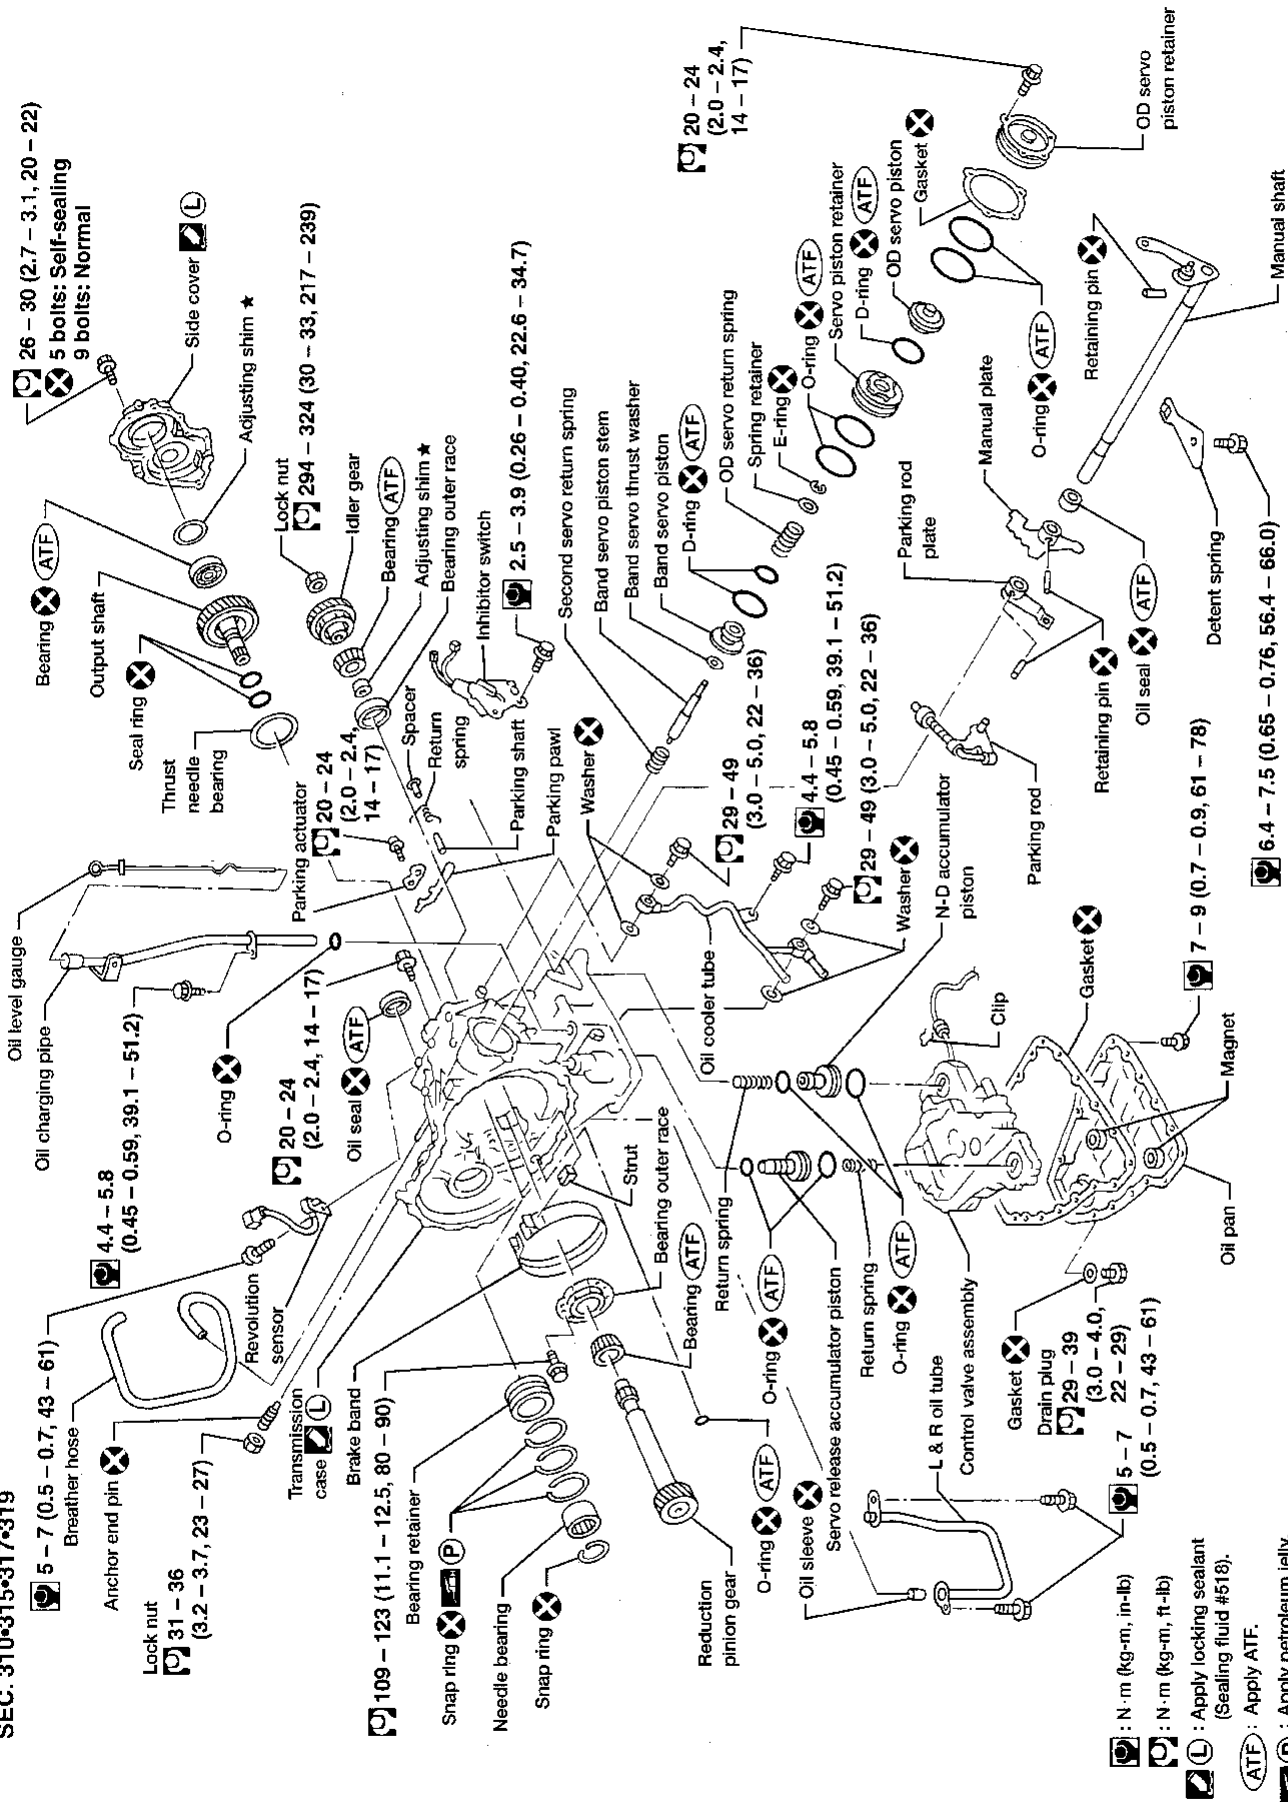 SEC. 310•315•317•319
5 – 7 (0.5 – 0.7, 43 – 61)
Breather hose
Anchor end pin
Lock nut
31 – 36
(3.2 – 3.7, 23 – 27)
Revolution
sensor
Transmission
case L
Brake band
109 – 123 (11.1 – 12.5, 80 – 90)
Bearing retainer
Snap ring P
Needle bearing
Snap ring
Reduction
pinion gear
Oil level gauge
Oil charging pipe
4.4 – 5.8
(0.45 – 0.59, 39.1 – 51.2)
O-ring
20 – 24
(2.0 – 2.4, 14 – 17)
Oil seal ATF
Strut
Bearing outer race
Bearing ATF
Return spring
O-ring ATF
O-ring ATF
Oil sleeve
Servo release accumulator piston
Return spring
O-ring ATF
L & R oil tube
Control valve assembly
Gasket
Drain plug
29 – 39
(3.0 – 4.0,
22 – 29)
5 – 7
(0.5 – 0.7, 43 – 61)
Oil pan
Magnet
7 – 9 (0.7 – 0.9, 61 – 78)
Gasket
Clip
N-D accumulator
piston
Oil cooler tube
Washer
29 – 49 (3.0 – 5.0, 22 – 36)
4.4 – 5.8
(0.45 – 0.59, 39.1 – 51.2)
29 – 49
(3.0 – 5.0, 22 – 36)
Washer
Parking pawl
Parking shaft
Return
spring
Spacer
Parking actuator
20 – 24
(2.0 – 2.4,
14 – 17)
Thrust
needle
bearing
Seal ring
Output shaft
Bearing ATF
26 – 30 (2.7 – 3.1, 20 – 22)
5 bolts: Self-sealing
9 bolts: Normal
Side cover L
Adjusting shim ★
Lock nut
294 – 324 (30 – 33, 217 – 239)
Idler gear
Bearing ATF
Adjusting shim ★
Bearing outer race
Inhibitor switch
2.5 – 3.9 (0.26 – 0.40, 22.6 – 34.7)
Second servo return spring
Band servo piston stem
Band servo thrust washer
Band servo piston
D-ring ATF
OD servo return spring
Spring retainer
E-ring
O-ring ATF
Servo piston retainer
D-ring ATF
OD servo piston
Gasket
20 – 24
(2.0 – 2.4,
14 – 17)
OD servo
piston retainer
O-ring ATF
Retaining pin
Manual shaft
Manual plate
Parking rod
plate
Parking rod
Retaining pin
Oil seal ATF
Detent spring
6.4 – 7.5 (0.65 – 0.76, 56.4 – 66.0)
: N·m (kg-m, in-lb)
: N·m (kg-m, ft-lb)
L : Apply locking sealant
(Sealing fluid #518).
ATF : Apply ATF.
P : Apply petroleum jelly